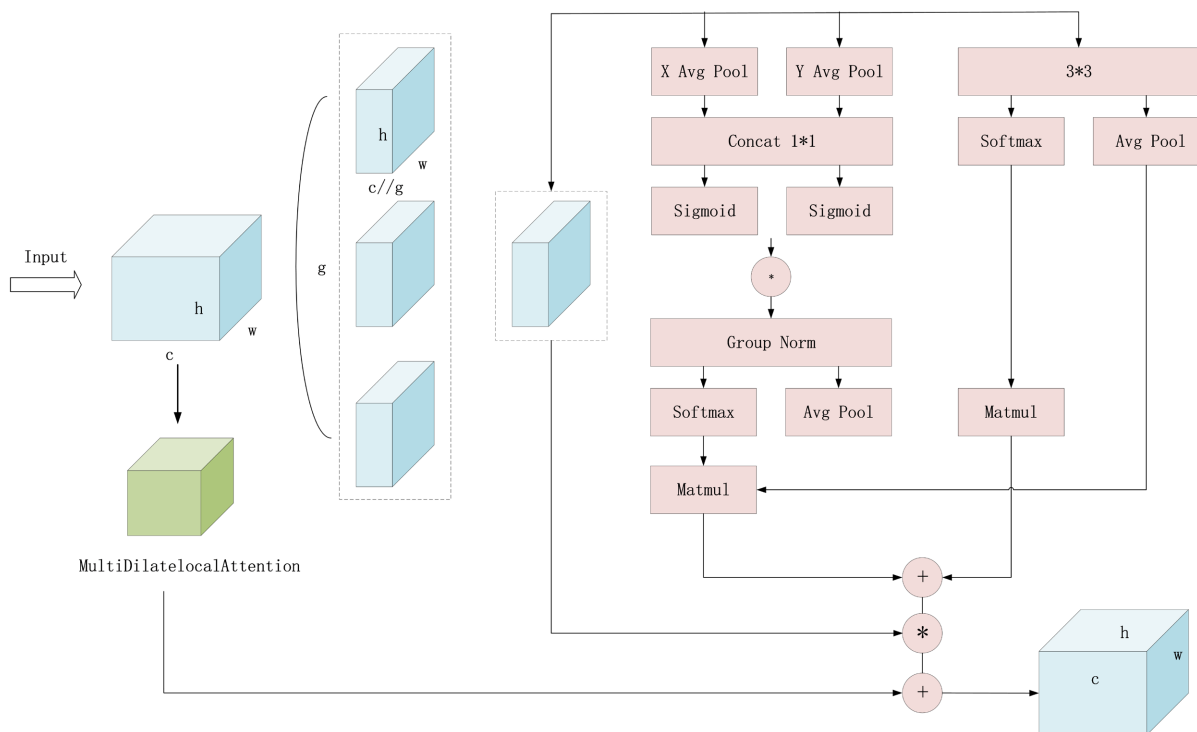 Input
h
w
c
MultiDilatelocalAttention
g
h
w
c//g
X Avg Pool
Y Avg Pool
3*3
Concat 1*1
Softmax
Avg Pool
Sigmoid
Sigmoid
*
Group Norm
Softmax
Avg Pool
Matmul
Matmul
+
*
+
h
w
c